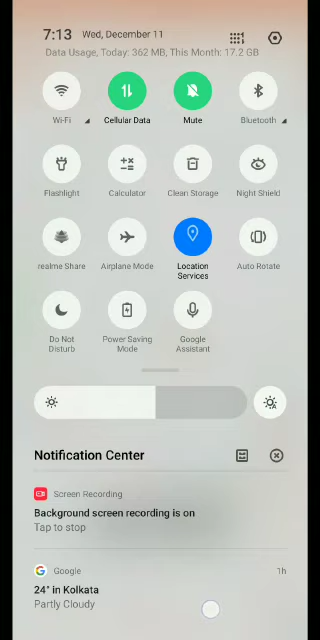 7:13 Wed, December 11
Data Usage, Today: 362 MB, This Month: 17.2 GB
Wi-Fi Cellular Data Mute Bluetooth
Flashlight Calculator Clean Storage Night Shield
realme Share Airplane Mode Location Services Auto Rotate
Do Not Disturb Power Saving Mode Google Assistant
Notification Center
Screen Recording
Background screen recording is on
Tap to stop
Google 1h
24° in Kolkata
Partly Cloudy